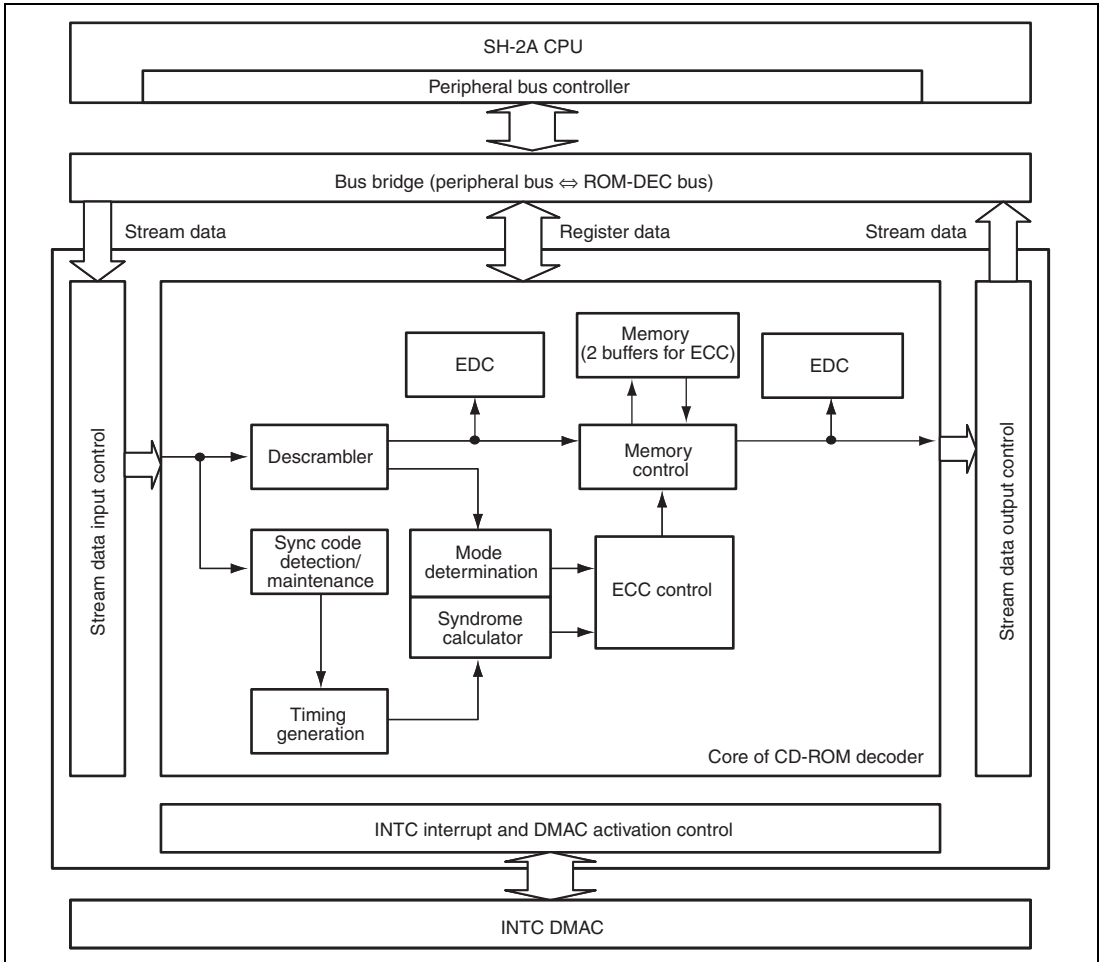 SH-2A CPU
Peripheral bus controller
Bus bridge (peripheral bus ⇔ ROM-DEC bus)
Stream data
Register data
Stream data
Stream data input control
EDC
Memory
(2 buffers for ECC)
EDC
Descrambler
Memory
control
Sync code
detection/
maintenance
Mode
determination
ECC control
Syndrome
calculator
Timing
generation
Core of CD-ROM decoder
Stream data output control
INTC interrupt and DMAC activation control
INTC DMAC